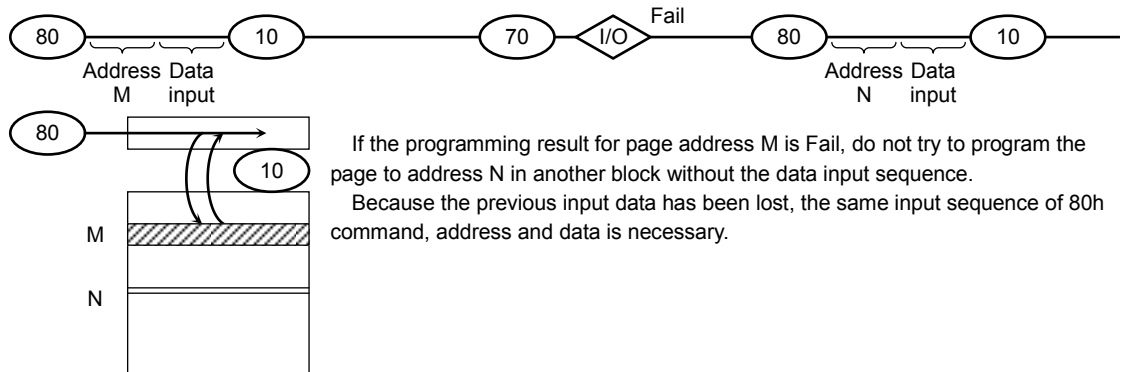 Fail
80 10 70 I/O 80 10
Address Data Address Data
M input N input
80
If the programming result for page address M is Fail, do not try to program the
10
page to address N in another block without the data input sequence.
Because the previous input data has been lost, the same input sequence of 80h
M
command, address and data is necessary.
N